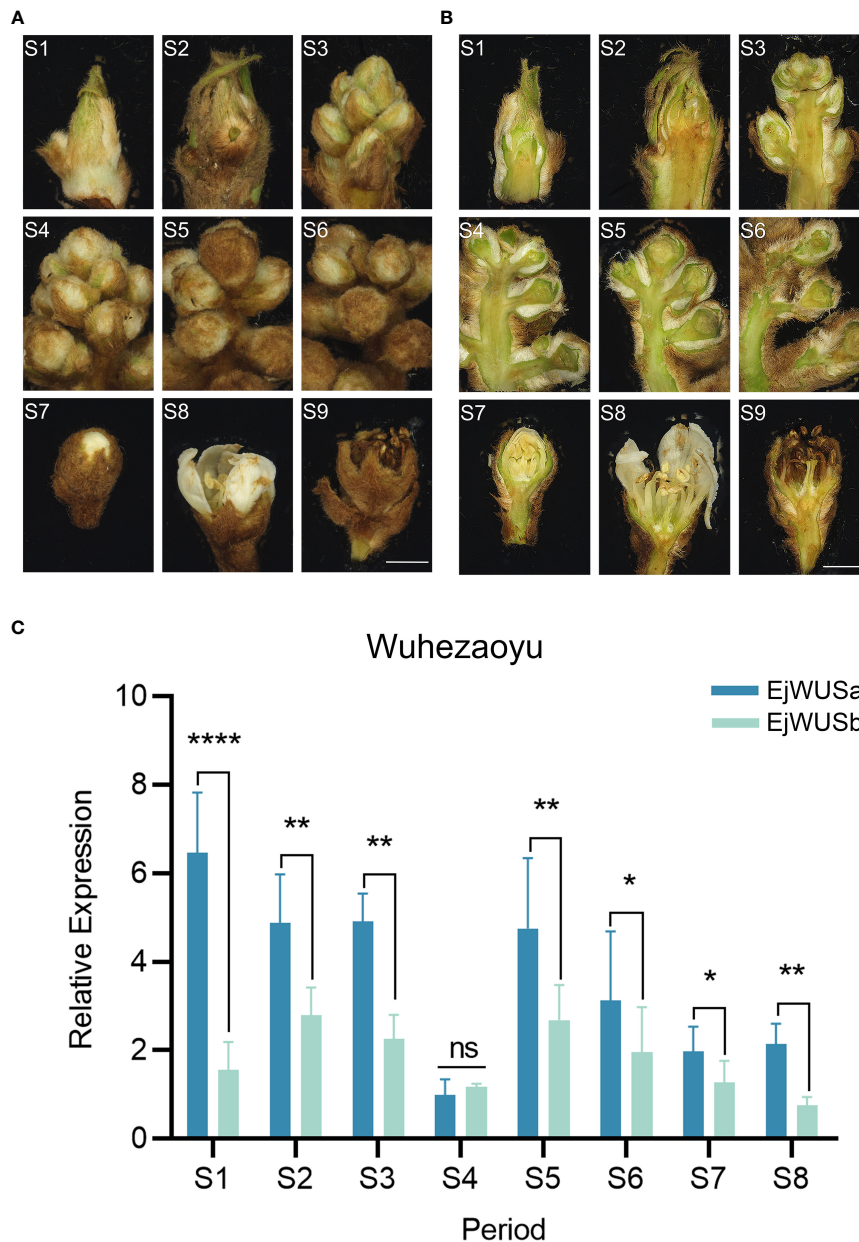 A
B
S1 S2 S3
S1 S2 S3
S4 S5 S6
S4 S5 S6
S7 S8 S9
S7 S8 S9
C
Wuhezaoyu
EjWUSa
EjWUSb
Relative Expression
10
8
6
4
2
0
****
**
**
ns
**
*
*
**
S1 S2 S3 S4 S5 S6 S7 S8
Period